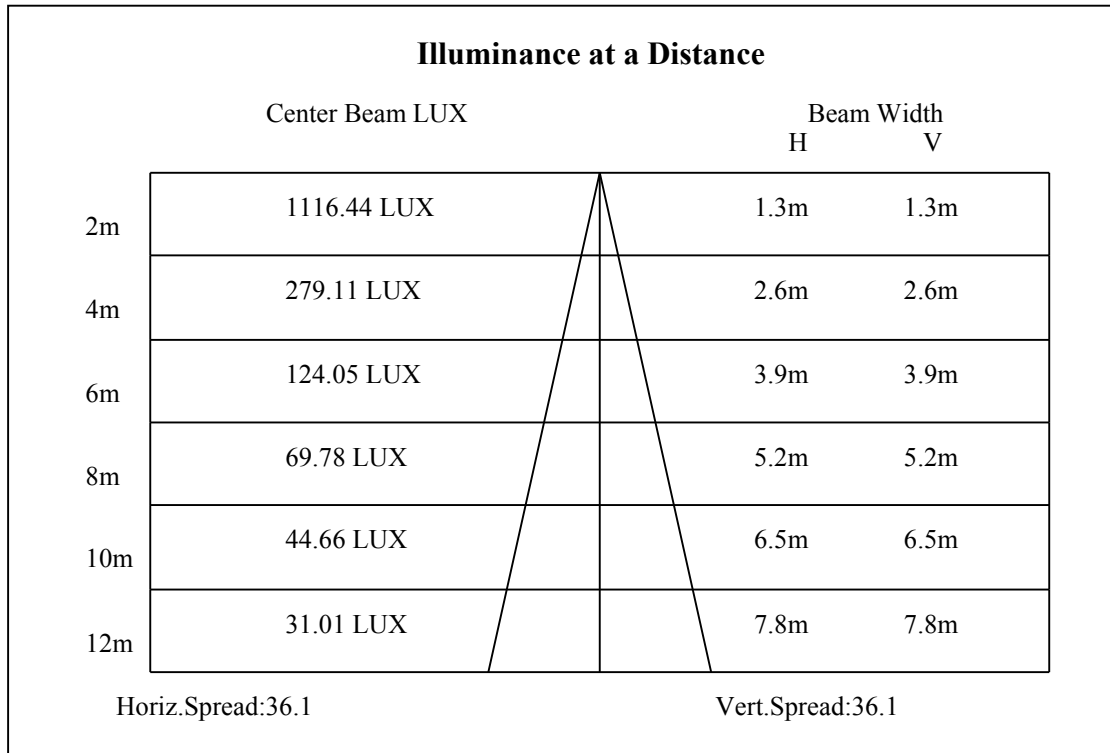 Illuminance at a Distance
Center Beam LUX Beam Width
H V
2m 1116.44 LUX 1.3m 1.3m
4m 279.11 LUX 2.6m 2.6m
6m 124.05 LUX 3.9m 3.9m
8m 69.78 LUX 5.2m 5.2m
10m 44.66 LUX 6.5m 6.5m
12m 31.01 LUX 7.8m 7.8m
Horiz.Spread:36.1 Vert.Spread:36.1